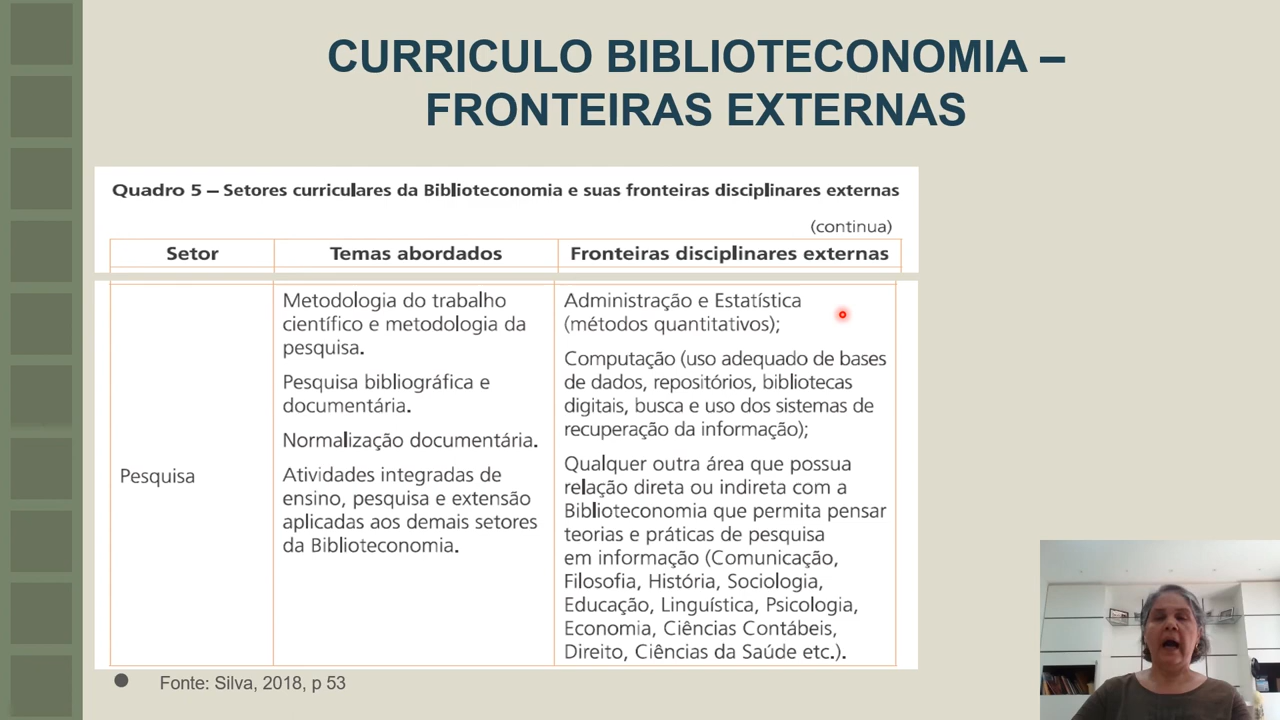 CURRICULO BIBLIOTECONOMIA –
FRONTEIRAS EXTERNAS
Quadro 5 – Setores curriculares da Biblioteconomia e suas fronteiras disciplinares externas
(continua)
Setor
Temas abordados
Fronteiras disciplinares externas
Pesquisa
Metodologia do trabalho
científico e metodologia da
pesquisa.
Pesquisa bibliográfica e
documentária.
Normalização documentária.
Atividades integradas de
ensino, pesquisa e extensão
aplicadas aos demais setores
da Biblioteconomia.
Administração e Estatística
(métodos quantitativos);
Computação (uso adequado de bases
de dados, repositórios, bibliotecas
digitais, busca e uso dos sistemas de
recuperação da informação);
Qualquer outra área que possua
relação direta ou indireta com a
Biblioteconomia que permita pensar
teorias e práticas de pesquisa
em informação (Comunicação,
Filosofia, História, Sociologia,
Educação, Linguística, Psicologia,
Economia, Ciências Contábeis,
Direito, Ciências da Saúde etc.).
Fonte: Silva, 2018, p 53